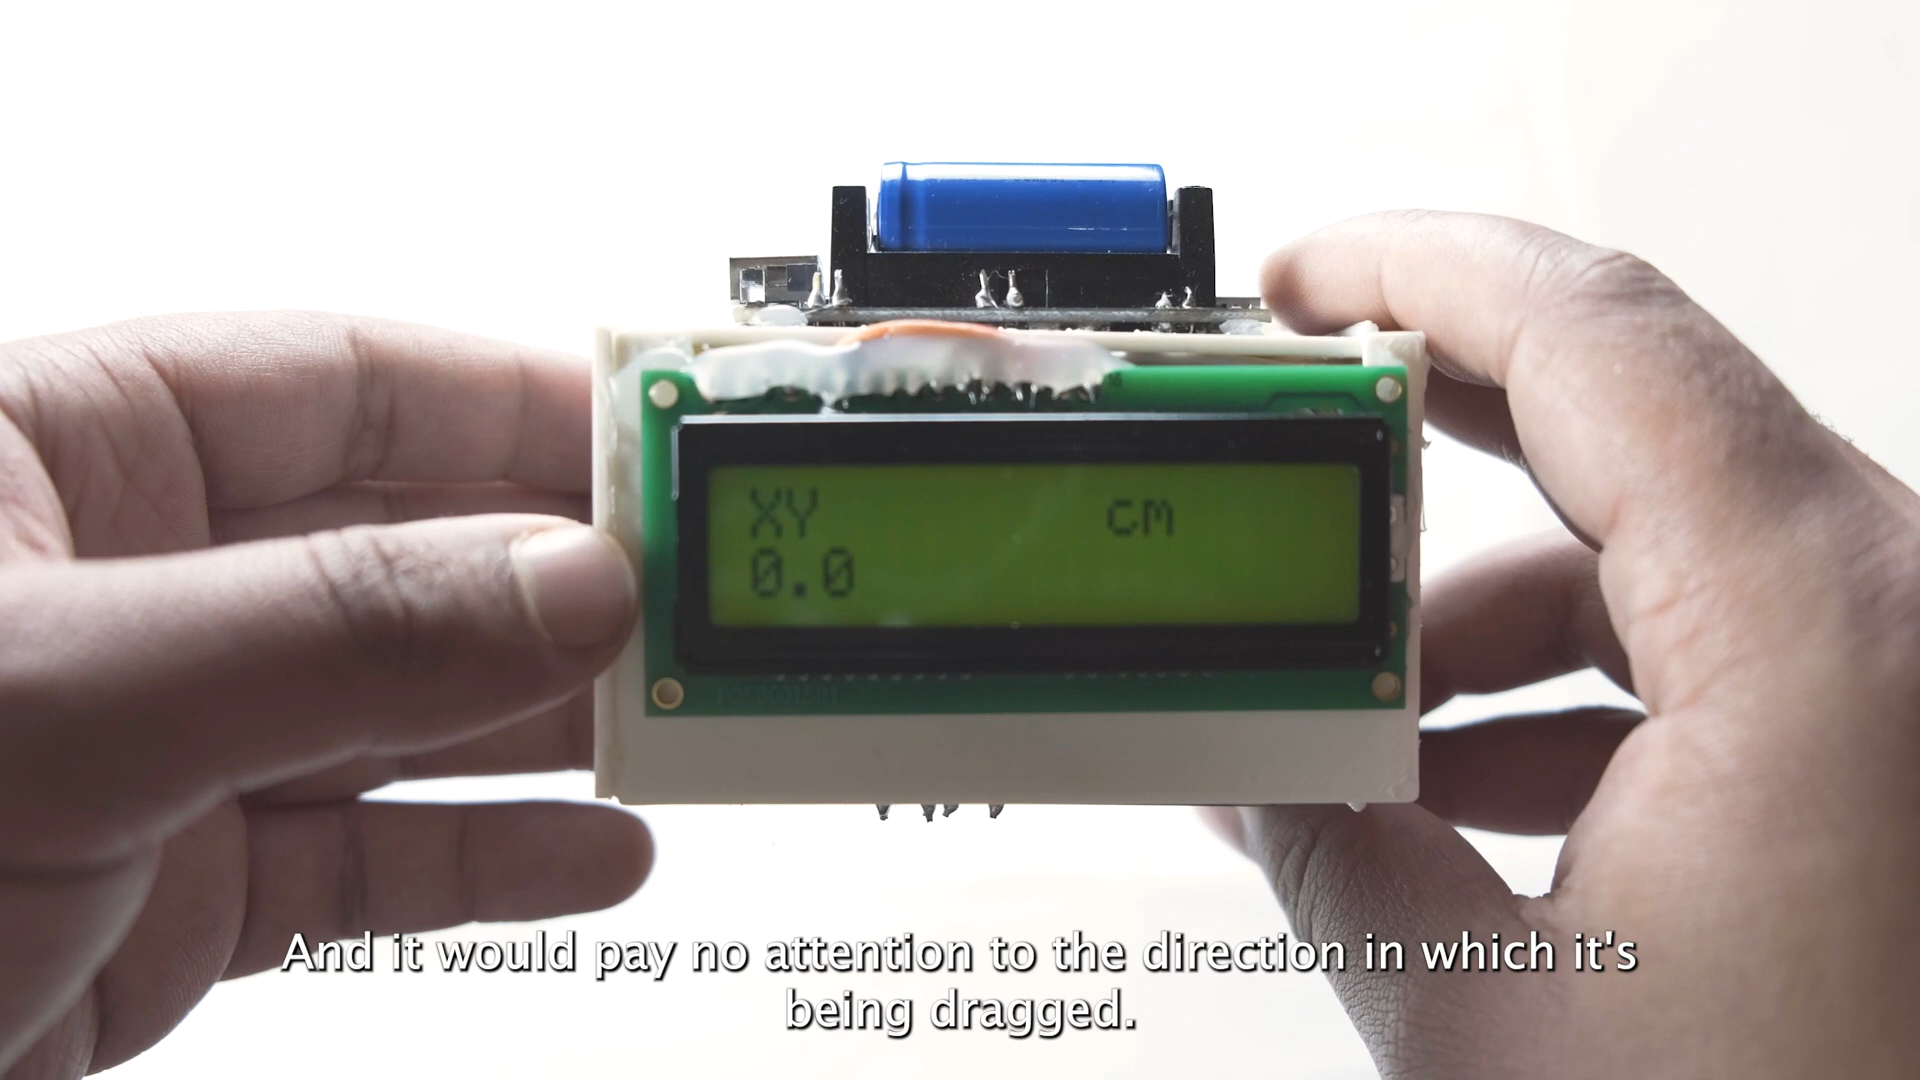 XY cm
0.0
And it would pay no attention to the direction in which it's
being dragged.